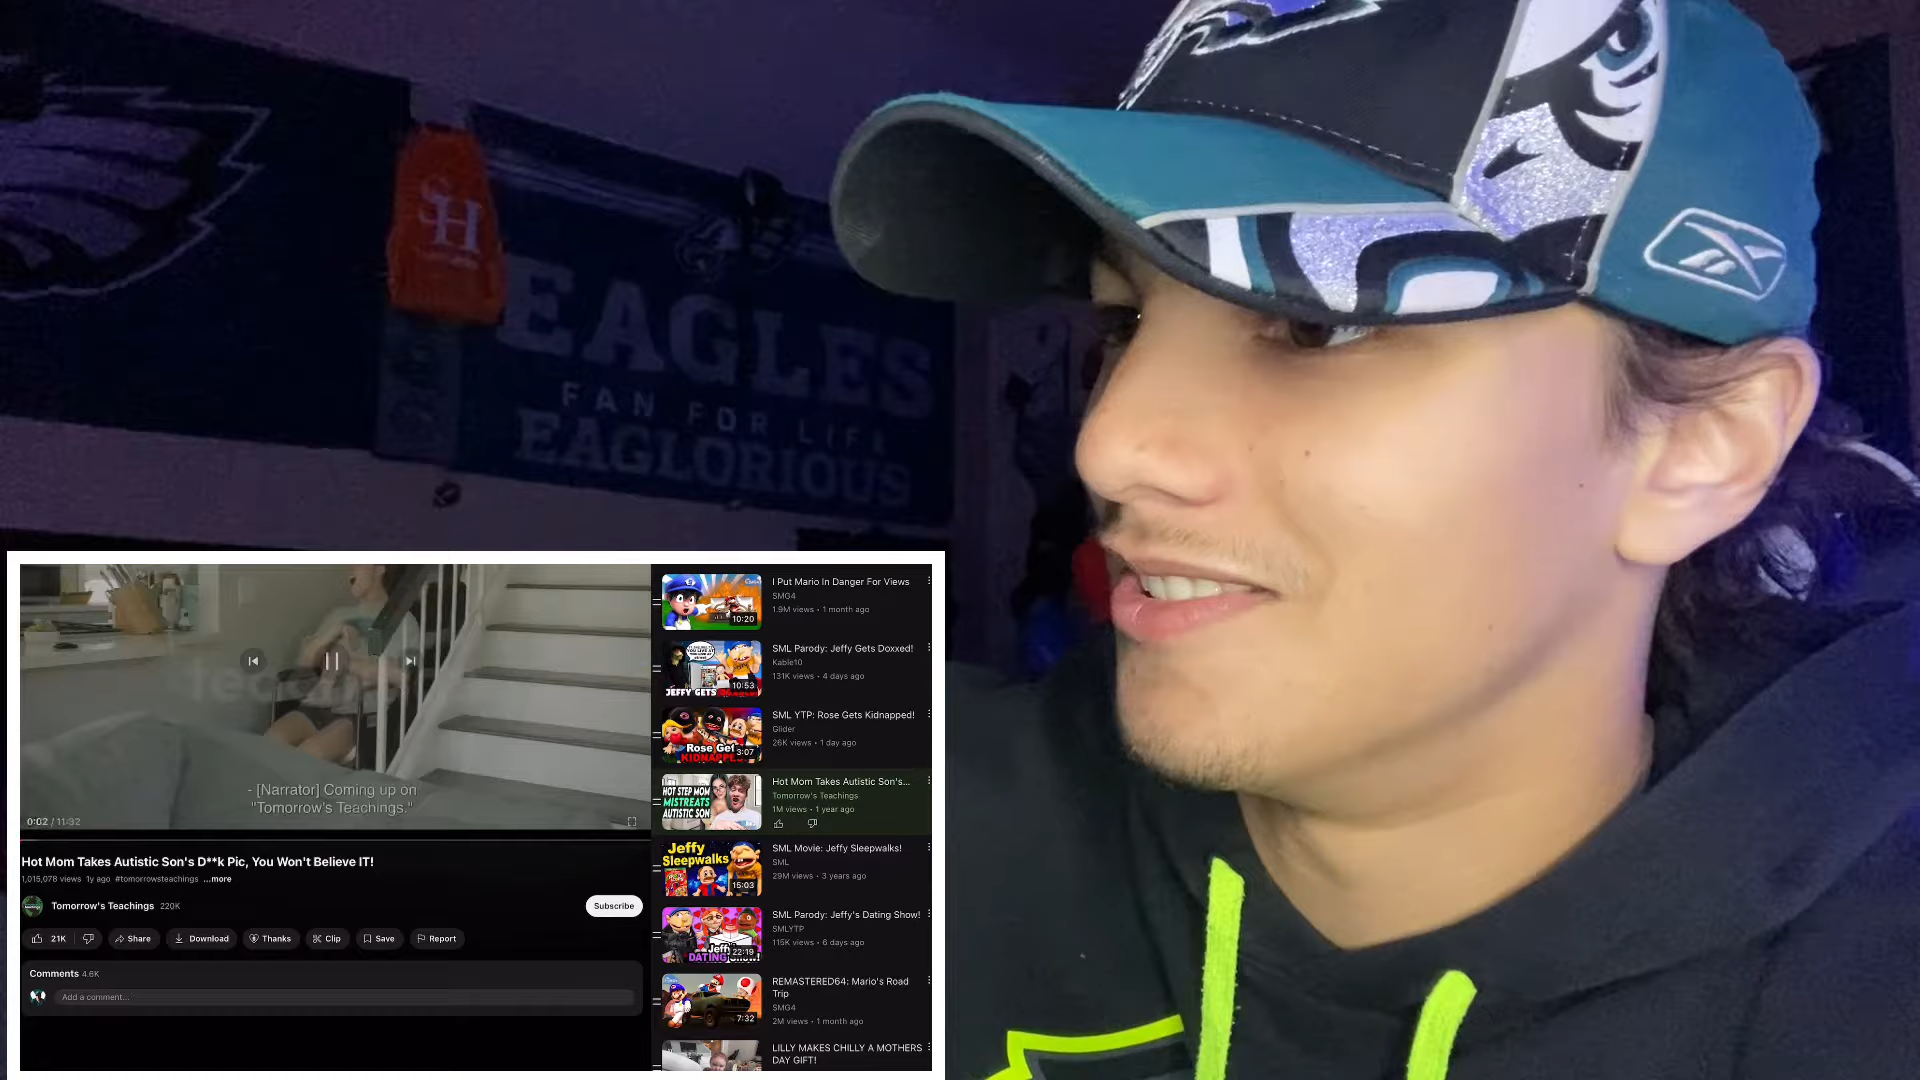 SH
EAGLES
FAN FOR LIFE
EAGLORIOUS
- [Narrator] Coming up on
"Tomorrow's Teachings."
0:02 / 11:32
Hot Mom Takes Autistic Son's D**k Pic, You Won't Believe IT!
1,015,078 views 1y ago #tomorrowsteachings ...more
Tomorrow's Teachings 220K
Subscribe
21K
Share
Download
Thanks
Clip
Save
Report
Comments 4.6K
Add a comment...
10:20
I Put Mario In Danger For Views
SMG4
1.9M views • 1 month ago
JEFFY GETS
10:53
SML Parody: Jeffy Gets Doxxed!
Kable10
131K views • 4 days ago
Rose Get
KIDNAPPED
3:07
SML YTP: Rose Gets Kidnapped!
Glider
26K views • 1 day ago
HOT STEP MOM
MISTREATS
AUTISTIC SON
Hot Mom Takes Autistic Son's...
Tomorrow's Teachings
1M views • 1 year ago
Jeffy
Sleepwalks
15:03
SML Movie: Jeffy Sleepwalks!
SML
29M views • 3 years ago
Jeff
DATING
22:19
SML Parody: Jeffy's Dating Show!
SMLYTP
115K views • 6 days ago
7:32
REMASTERED64: Mario's Road
Trip
SMG4
2M views • 1 month ago
LILLY MAKES CHILLY A MOTHERS
DAY GIFT!